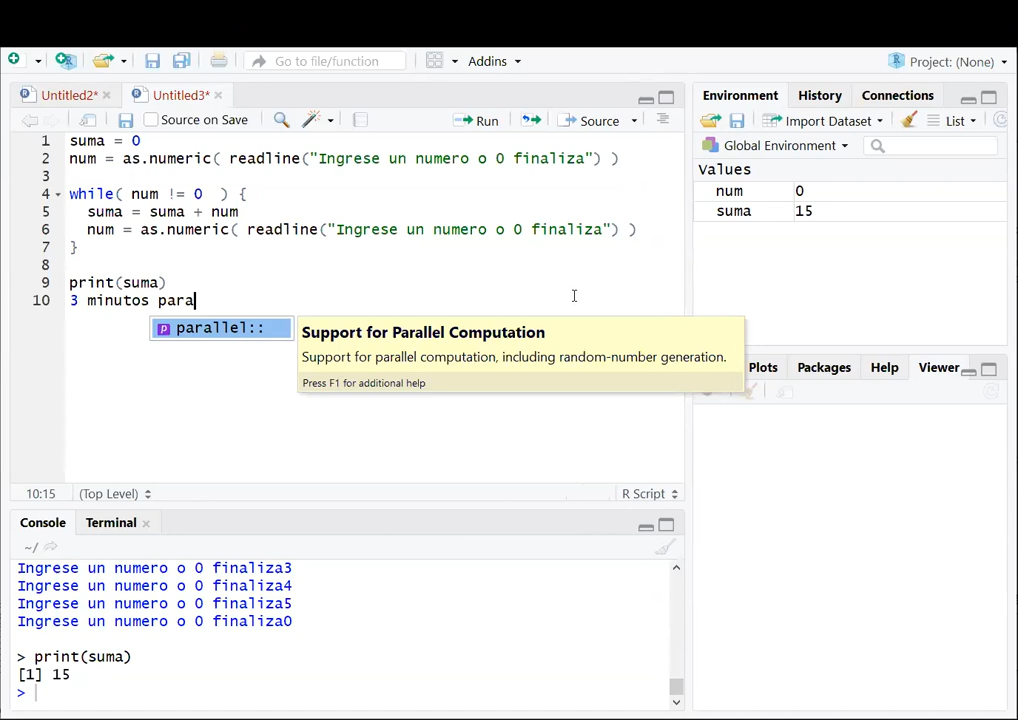 Go to file/function
Addins
Project: (None)
Untitled2*
Untitled3*
Source on Save
Run
Source
1 suma = 0
2 num = as.numeric( readline("Ingrese un numero o 0 finaliza") )
3
4 while( num != 0  ) {
5   suma = suma + num
6   num = as.numeric( readline("Ingrese un numero o 0 finaliza") )
7 }
8
9 print(suma)
10 3 minutos para
parallel::
Support for Parallel Computation
Support for parallel computation, including random-number generation.
Press F1 for additional help
10:15
(Top Level)
R Script
Console
Terminal
~/
Ingrese un numero o 0 finaliza3
Ingrese un numero o 0 finaliza4
Ingrese un numero o 0 finaliza5
Ingrese un numero o 0 finaliza0
> print(suma)
[1] 15
>
Environment
History
Connections
Import Dataset
List
Global Environment
Values
num 0
suma 15
Plots
Packages
Help
Viewer